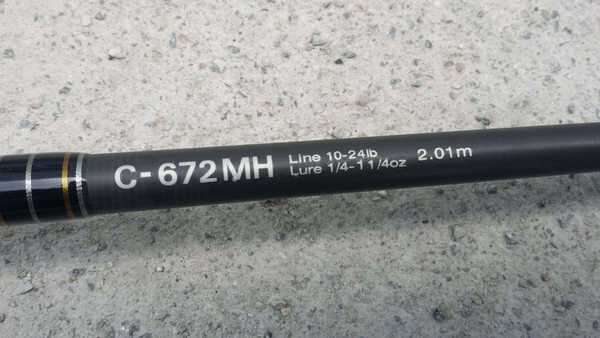 C-672MH Line 10-24lb 2.01m
Lure 1/4-1 1/4oz